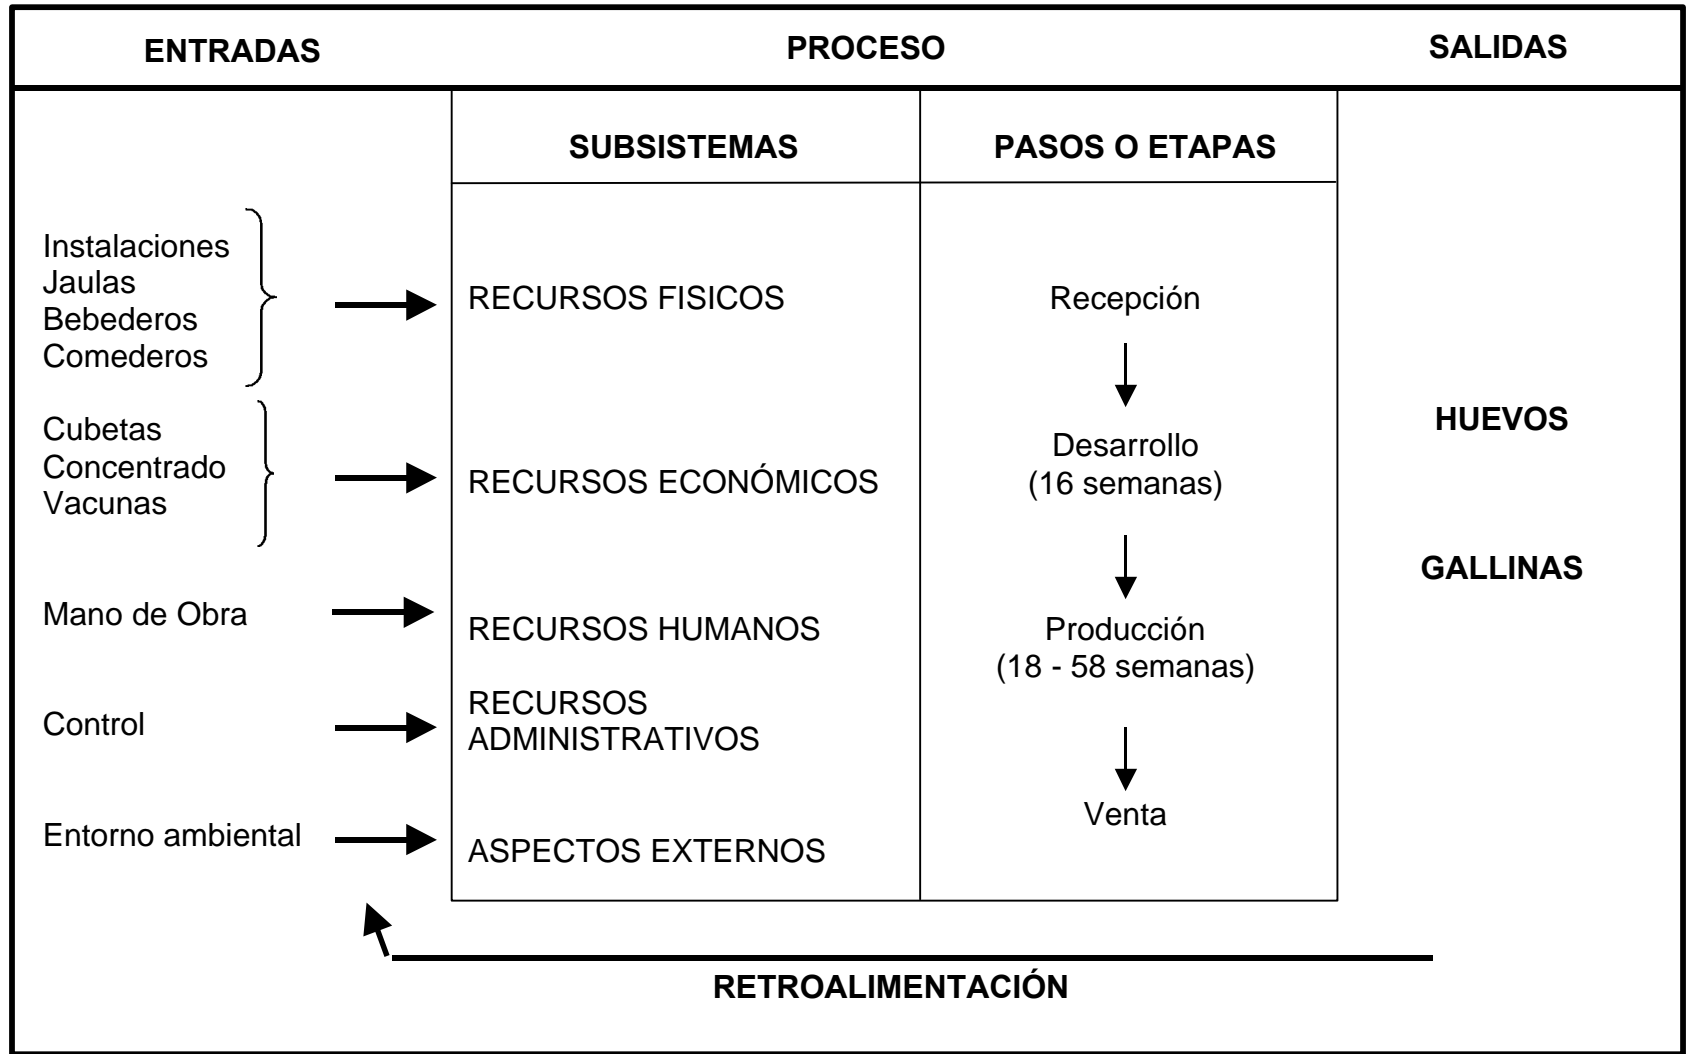 ENTRADAS
PROCESO
SALIDAS
SUBSISTEMAS
PASOS O ETAPAS
Instalaciones
Jaulas
Bebederos
Comederos
RECURSOS FISICOS
Recepción
Cubetas
Concentrado
Vacunas
RECURSOS ECONÓMICOS
Desarrollo
(16 semanas)
HUEVOS
GALLINAS
Mano de Obra
RECURSOS HUMANOS
Producción
(18 - 58 semanas)
Control
RECURSOS
ADMINISTRATIVOS
Venta
Entorno ambiental
ASPECTOS EXTERNOS
RETROALIMENTACIÓN